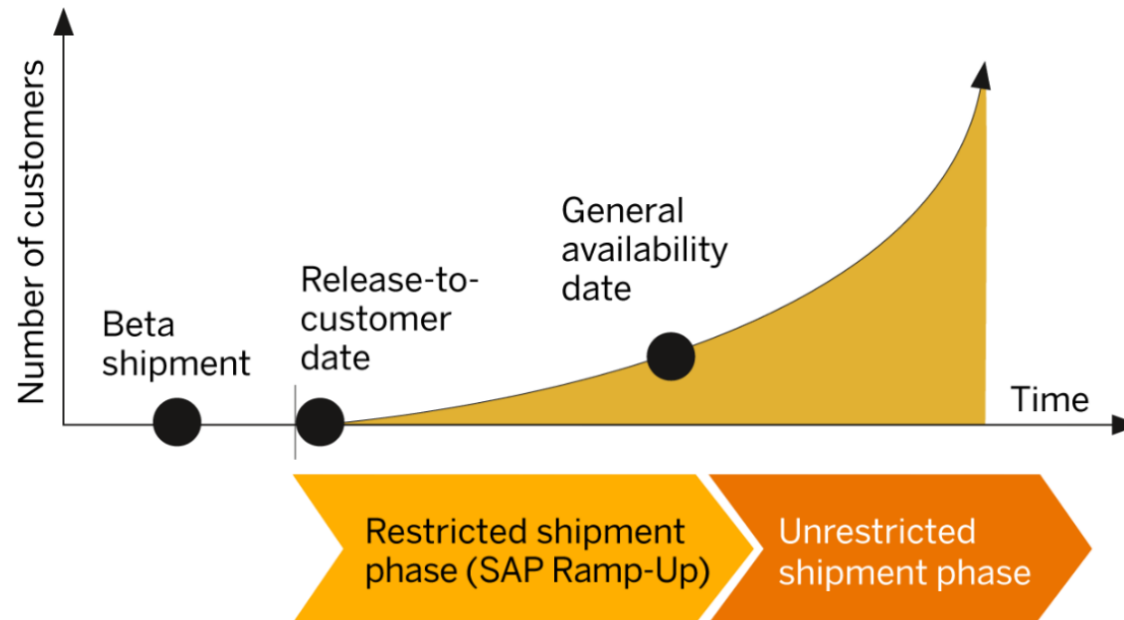 Number of customers
Beta
shipment
Release-to-
customer
date
General
availability
date
Time
Restricted shipment
phase (SAP Ramp-Up)
Unrestricted
shipment phase